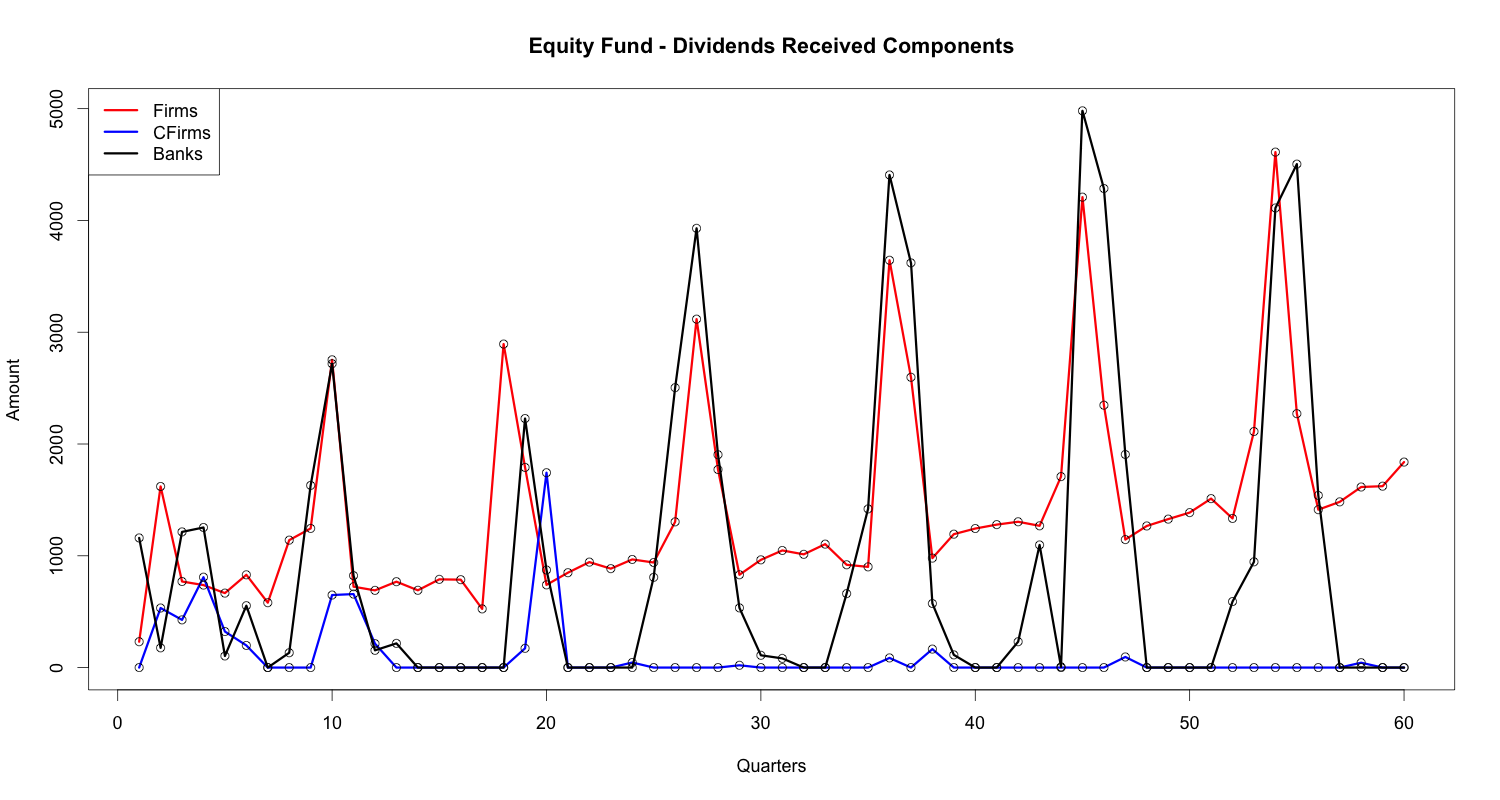 Equity Fund - Dividends Received Components
Firms
CFirms
Banks
Amount
5000
4000
3000
2000
1000
0
0 10 20 30 40 50 60
Quarters